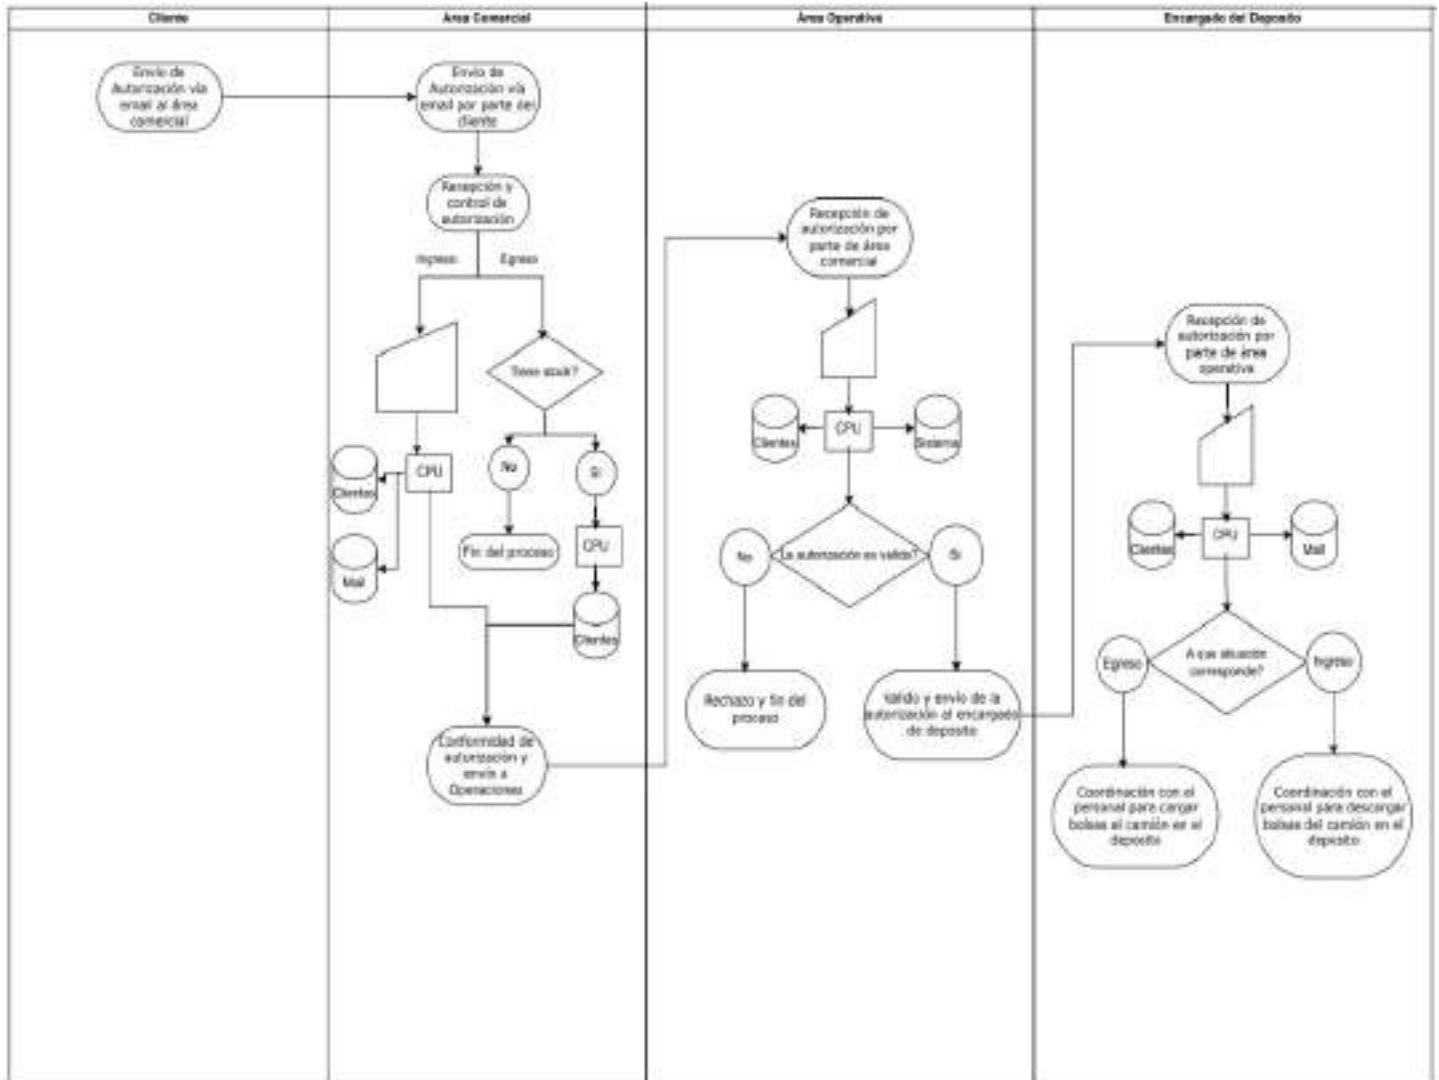 Cliente
Área Comercial
Área Operativa
Encargado del Deposito
Envío de
Autorización vía
email al área
comercial
Envío de
Autorización vía
email por parte del
cliente
Recepción y
control de
autorización
Ingreso
Egreso
Tiene stock?
No
Si
CPU
Clientes
Mail
Fin del proceso
CPU
Clientes
Conformidad de
autorización y
envío a
Operaciones
Recepción de
autorización por
parte de área
comercial
Clientes
CPU
Sistema
No
La autorización es valida?
Si
Rechazo y fin del
proceso
Valido y envío de la
autorización al encargado
de deposito
Recepción de
autorización por
parte de área
operativa
Clientes
CPU
Mail
Egreso
A que situación
corresponde?
Ingreso
Coordinación con el
personal para cargar
bolsas al camión en el
deposito
Coordinación con el
personal para descargar
bolsas del camión en el
deposito